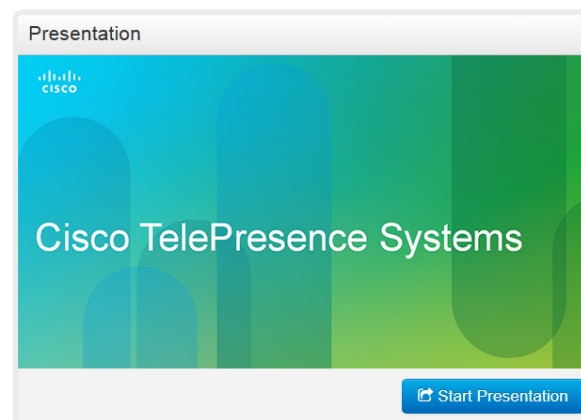 Presentation
CISCO
Cisco TelePresence Systems
Start Presentation